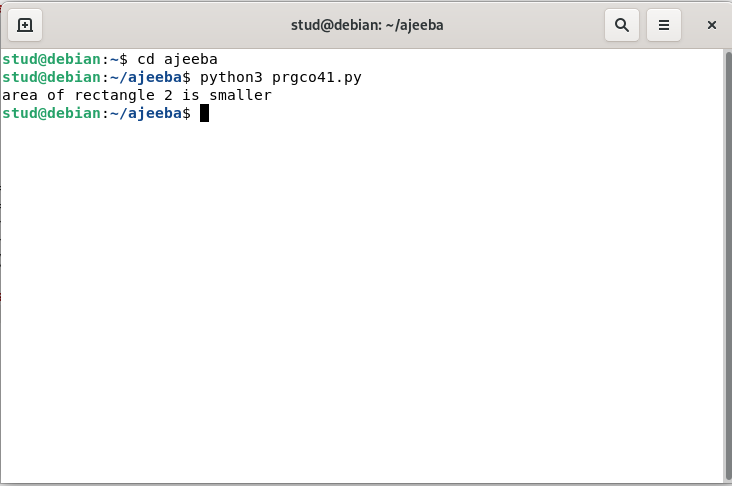 stud@debian: ~/ajeeba
stud@debian:~$ cd ajeeba
stud@debian:~/ajeeba$ python3 prgco41.py
area of rectangle 2 is smaller
stud@debian:~/ajeeba$